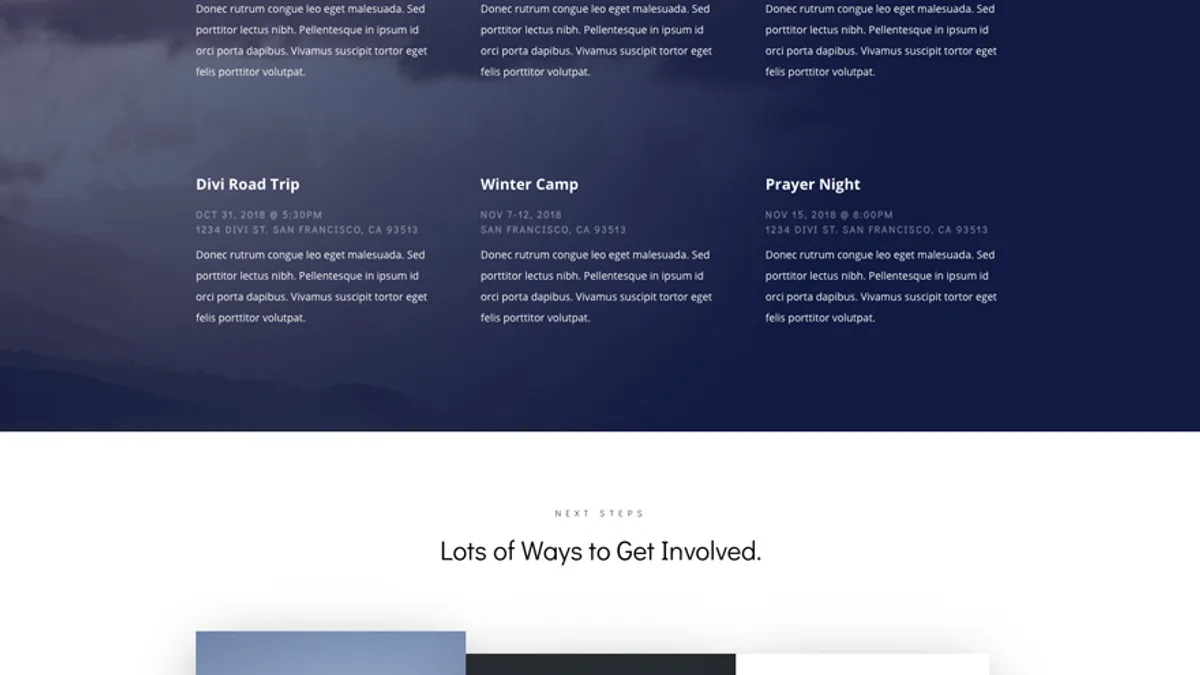 Donec rutrum congue leo eget malesuada. Sed
porttitor lectus nibh. Pellentesque in ipsum id
orci porta dapibus. Vivamus suscipit tortor eget
felis porttitor volutpat.
Donec rutrum congue leo eget malesuada. Sed
porttitor lectus nibh. Pellentesque in ipsum id
orci porta dapibus. Vivamus suscipit tortor eget
felis porttitor volutpat.
Donec rutrum congue leo eget malesuada. Sed
porttitor lectus nibh. Pellentesque in ipsum id
orci porta dapibus. Vivamus suscipit tortor eget
felis porttitor volutpat.
Divi Road Trip
OCT 31, 2018 @ 5:30PM
1234 DIVI ST. SAN FRANCISCO, CA 93513
Donec rutrum congue leo eget malesuada. Sed
porttitor lectus nibh. Pellentesque in ipsum id
orci porta dapibus. Vivamus suscipit tortor eget
felis porttitor volutpat.
Winter Camp
NOV 7-12, 2018
SAN FRANCISCO, CA 93513
Donec rutrum congue leo eget malesuada. Sed
porttitor lectus nibh. Pellentesque in ipsum id
orci porta dapibus. Vivamus suscipit tortor eget
felis porttitor volutpat.
Prayer Night
NOV 15, 2018 @ 8:00PM
1234 DIVI ST. SAN FRANCISCO, CA 93513
Donec rutrum congue leo eget malesuada. Sed
porttitor lectus nibh. Pellentesque in ipsum id
orci porta dapibus. Vivamus suscipit tortor eget
felis porttitor volutpat.
NEXT STEPS
Lots of Ways to Get Involved.